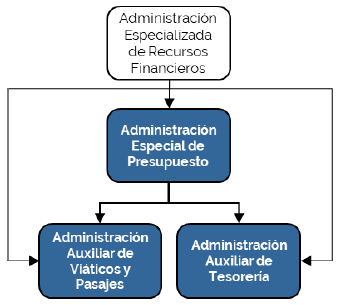 Administración
Especializada
de Recursos
Financieros
Administración
Especial de
Presupuesto
Administración
Auxiliar de
Viáticos y
Pasajes
Administración
Auxiliar de
Tesorería